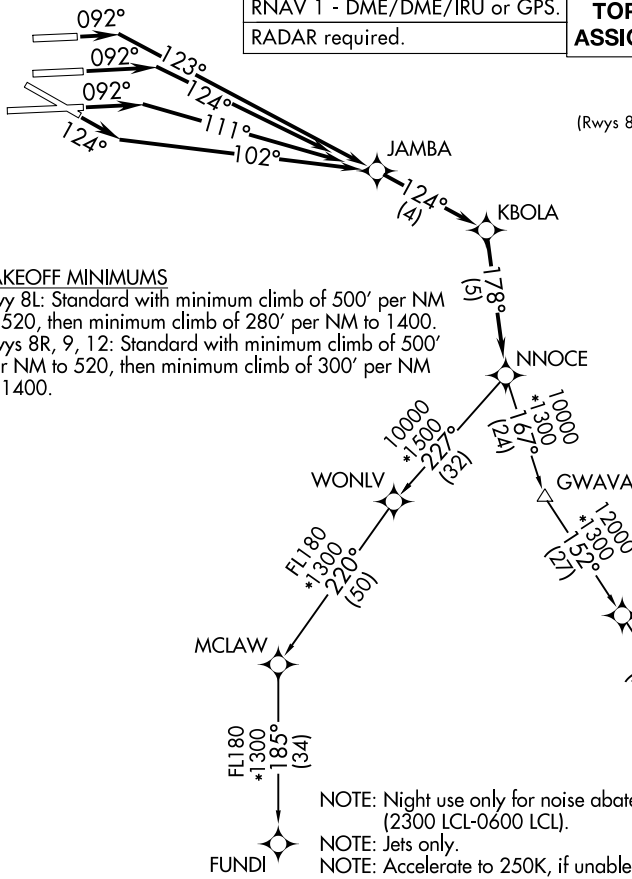 RNAV 1 - DME/DME/IRU or GPS.
RADAR required.
092°
092°
092°
124°
123°
124°
111°
102°
JAMBA
124°
(4)
KBOLA
178°
(5)
NNOCE
(Rwys 8
TAKEOFF MINIMUMS
Rwy 8L: Standard with minimum climb of 500' per NM
520, then minimum climb of 280' per NM to 1400.
Rwys 8R, 9, 12: Standard with minimum climb of 500'
per NM to 520, then minimum climb of 300' per NM
1400.
10000
*1500
227°
(32)
10000
*1300
167°
(24)
WONLV
GWAVA
12000
*1300
152°
(27)
FL180
*1300
220°
(50)
MCLAW
FL180
*1300
185°
(34)
FUNDI
NOTE: Night use only for noise abate
(2300 LCL-0600 LCL).
NOTE: Jets only.
NOTE: Accelerate to 250K, if unable